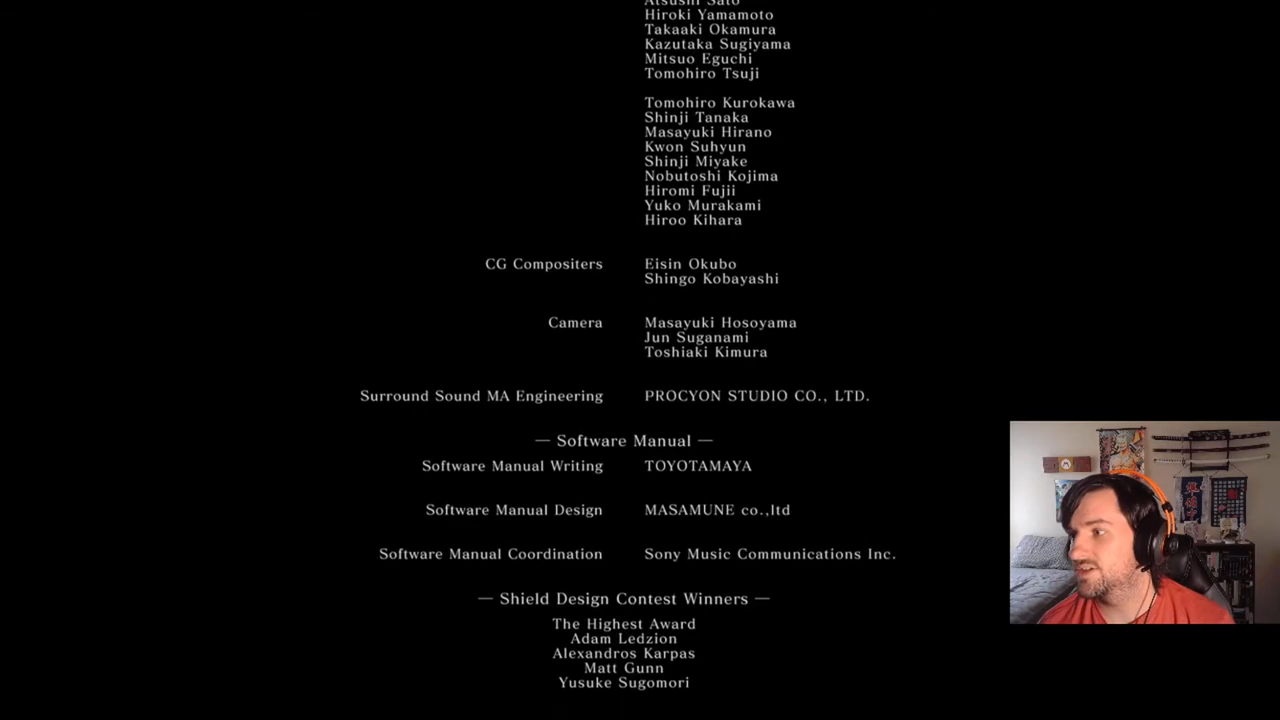 Atsushi Sato
Hiroki Yamamoto
Takaaki Okamura
Kazutaka Sugiyama
Mitsuo Eguchi
Tomohiro Tsuji
Tomohiro Kurokawa
Shinji Tanaka
Masayuki Hirano
Kwon Suhyun
Shinji Miyake
Nobutoshi Kojima
Hiromi Fujii
Yuko Murakami
Hiroo Kihara
CG Compositers Eisin Okubo
Shingo Kobayashi
Camera Masayuki Hosoyama
Jun Suganami
Toshiaki Kimura
Surround Sound MA Engineering PROCYON STUDIO CO., LTD.
— Software Manual —
Software Manual Writing TOYOTAMAYA
Software Manual Design MASAMUNE co.,ltd
Software Manual Coordination Sony Music Communications Inc.
— Shield Design Contest Winners —
The Highest Award
Adam Ledzion
Alexandros Karpas
Matt Gunn
Yusuke Sugomori